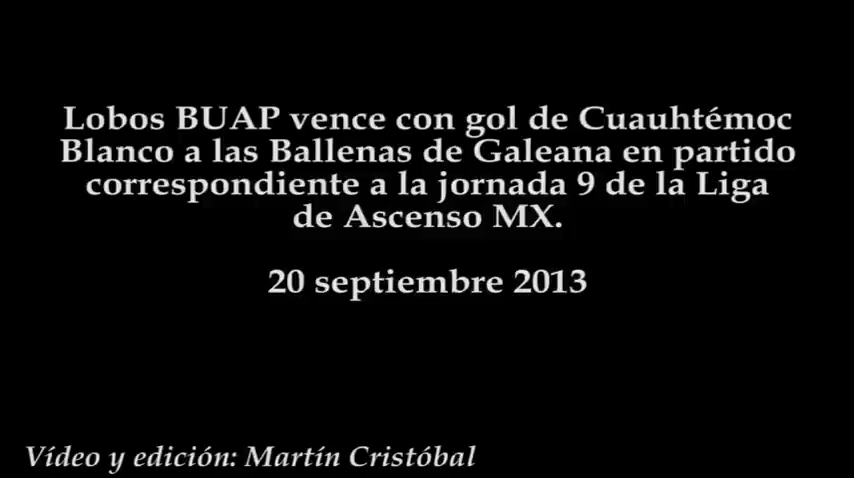 Lobos BUAP vence con gol de Cuauhtémoc
Blanco a las Ballenas de Galeana en partido
correspondiente a la jornada 9 de la Liga
de Ascenso MX.
20 septiembre 2013
Vídeo y edición: Martín Cristóbal